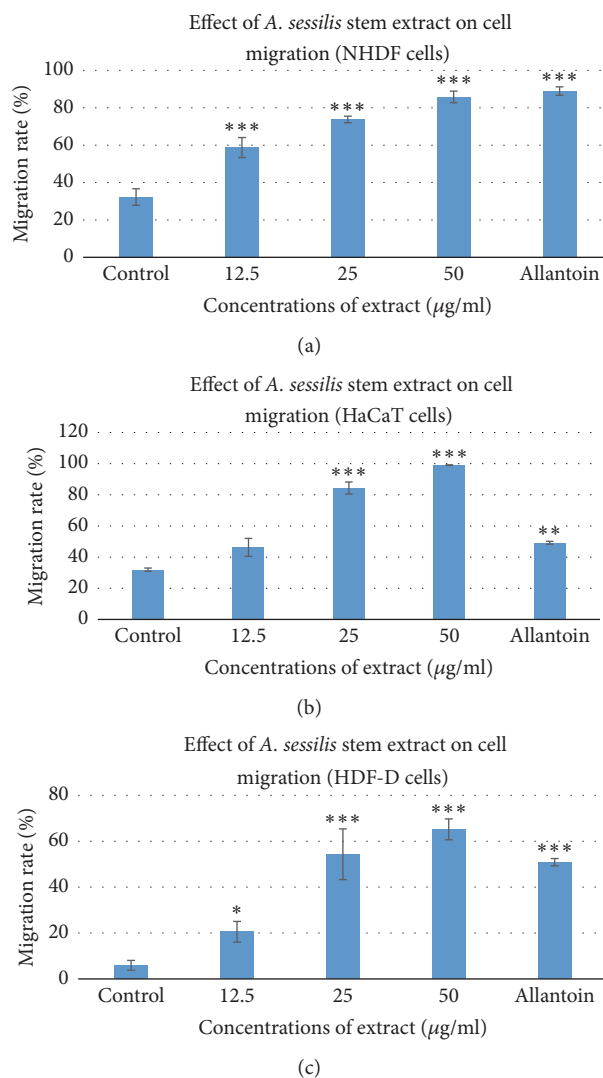 Effect of A. sessilis stem extract on cell
migration (NHDF cells)
Migration rate (%)
100
80
60
40
20
0
***
***
***
***
Control 12.5 25 50 Allantoin
Concentrations of extract (μg/ml)
(a)
Effect of A. sessilis stem extract on cell
migration (HaCaT cells)
Migration rate (%)
120
100
80
60
40
20
0
***
***
**
Control 12.5 25 50 Allantoin
Concentrations of extract (μg/ml)
(b)
Effect of A. sessilis stem extract on cell
migration (HDF-D cells)
Migration rate (%)
80
60
40
20
0
*
***
***
***
Control 12.5 25 50 Allantoin
Concentrations of extract (μg/ml)
(c)